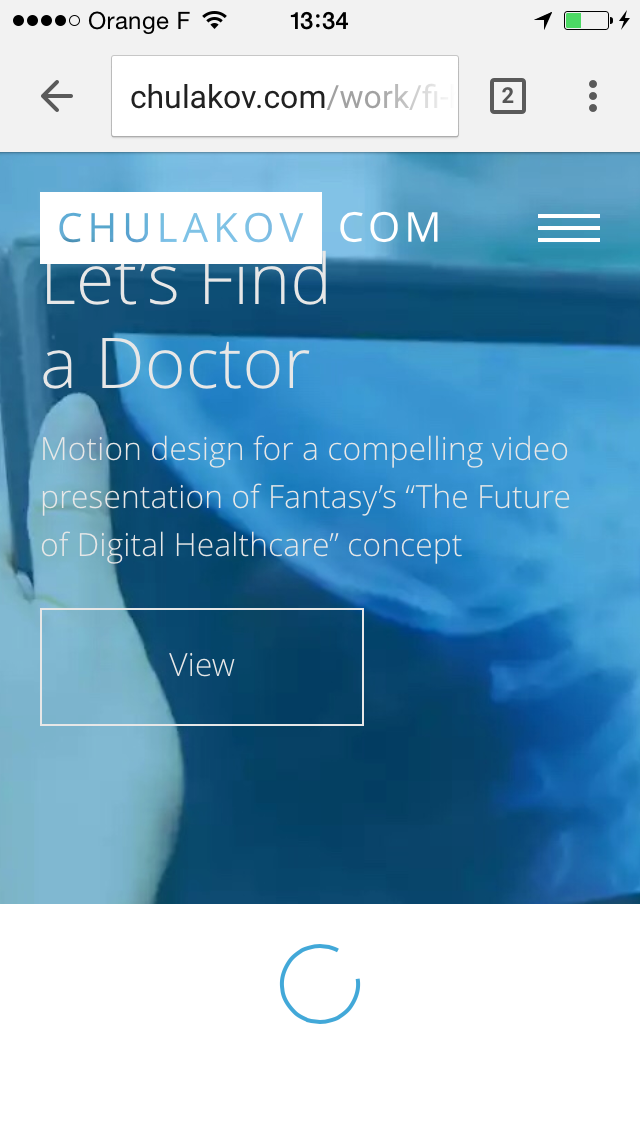 Orange F 13:34
chulakov.com/work/fi-
2
CHULAKOV COM
Let’s Find
a Doctor
Motion design for a compelling video
presentation of Fantasy’s “The Future
of Digital Healthcare” concept
View